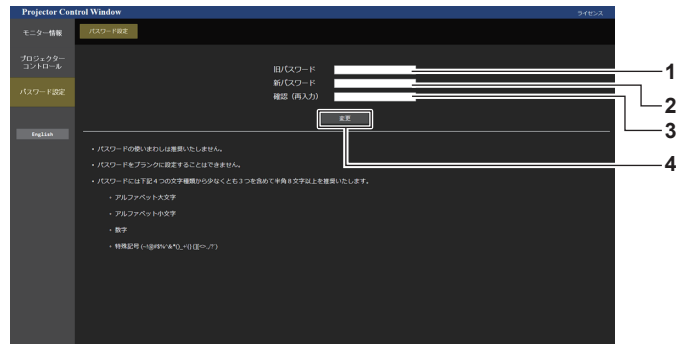 Projector Control Window
ライセンス
モニター情報
パスワード設定
プロジェクター
コントロール
パスワード設定
English
旧パスワード
新パスワード
確認（再入力）
変更
1
2
3
4
• パスワードの使いまわしは推奨いたしません。
• パスワードをブランクに設定することはできません。
• パスワードには下記４つの文字種類から少なくとも３つを含めて半角８文字以上を推奨いたします。
• アルファベット大文字
• アルファベット小文字
• 数字
• 特殊記号